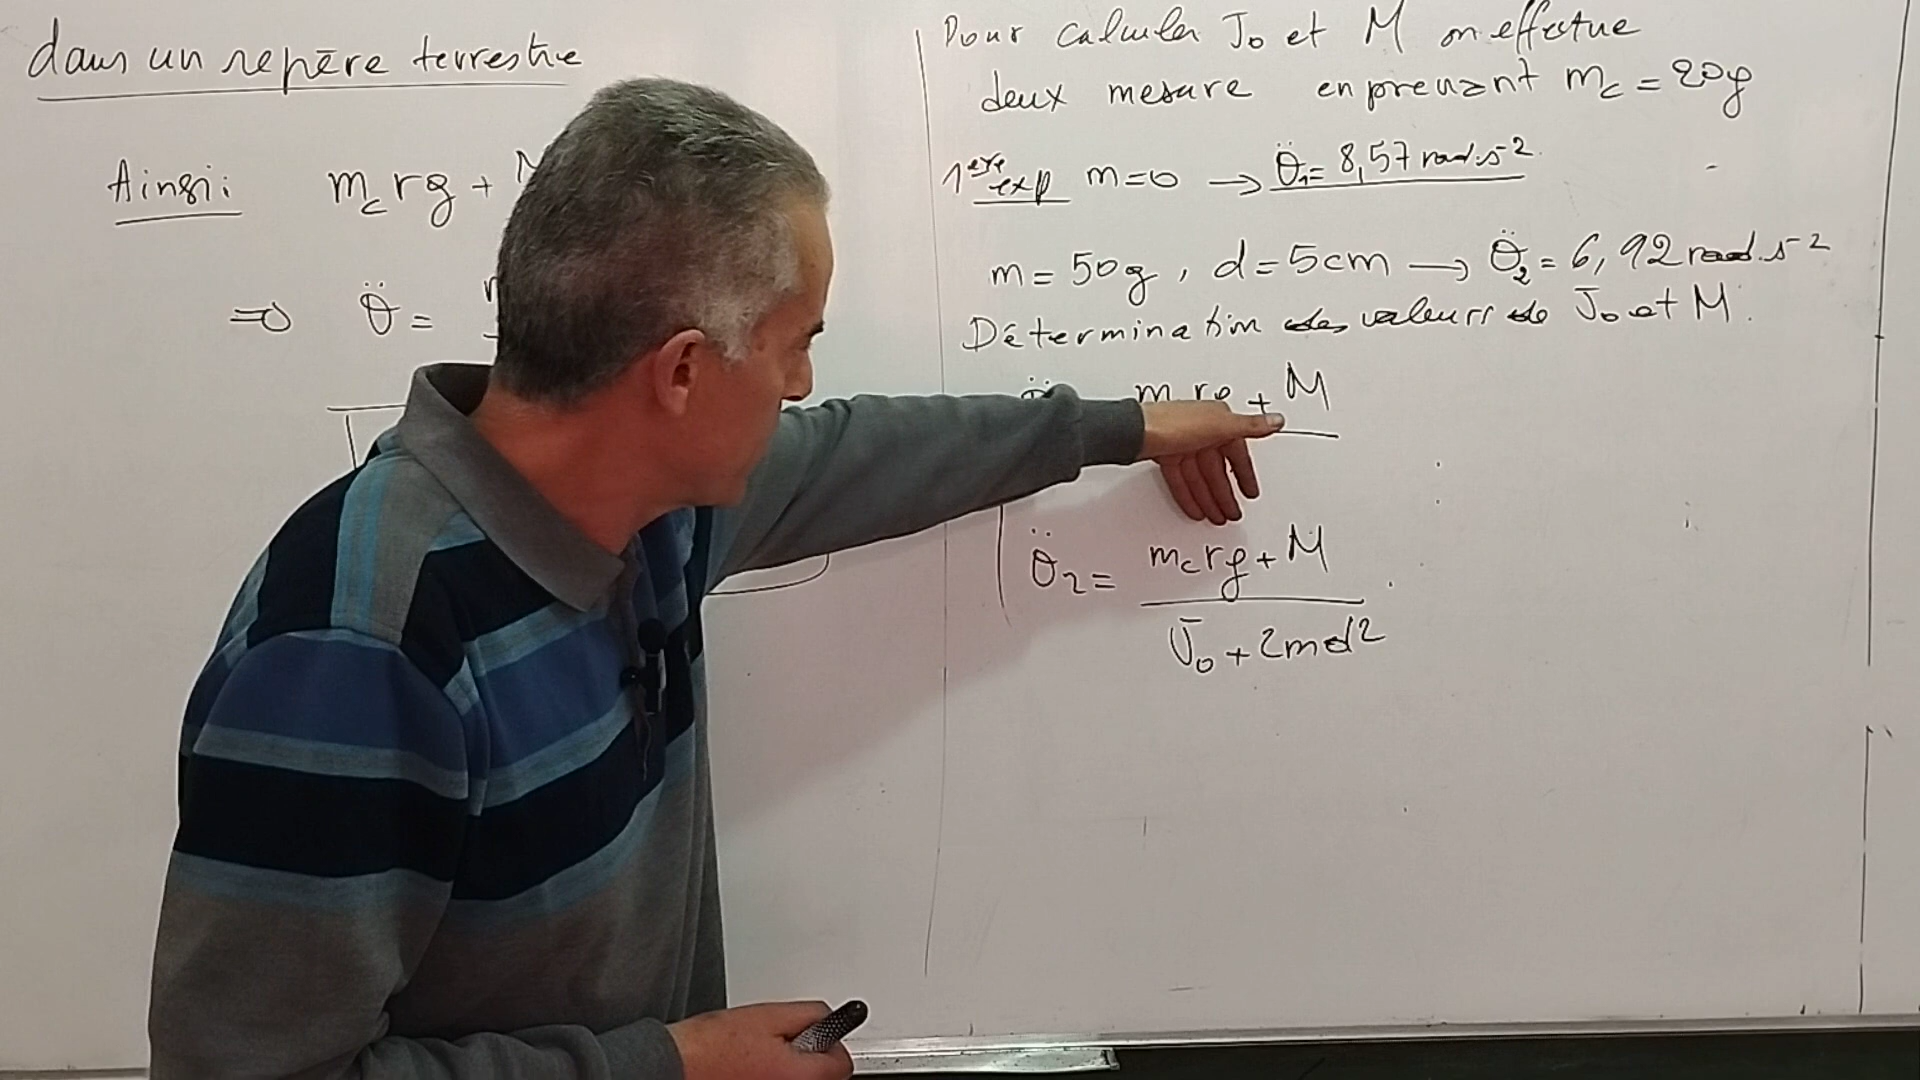 dans un repère terrestre
Ainsi: m_c r g +
⇒ θ̈ =
Pour calculer J₀ et M on effectue
deux mesure en prenant m_c = 20g
1ère exp m=0 → θ̈₁= 8,57 rad.s⁻²
m= 50g, d=5cm → θ̈₂= 6,92 rad.s⁻²
Détermination des valeurs de J₀ et M.
m r g + M
θ̈₂ = m_c r g + M
J₀ + 2md²